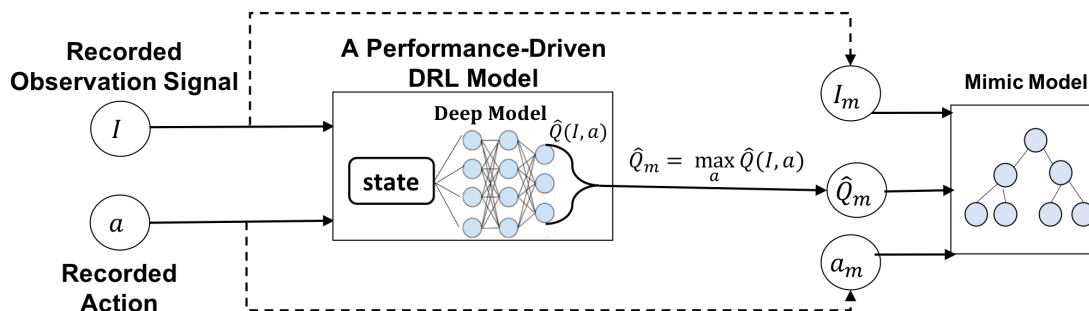 Recorded
Observation Signal
I
a
Recorded
Action
A Performance-Driven
DRL Model
Deep Model
state
Q̂(I, a)
Q̂ₘ = max Q̂(I, a)
a
Iₘ
Q̂ₘ
aₘ
Mimic Model